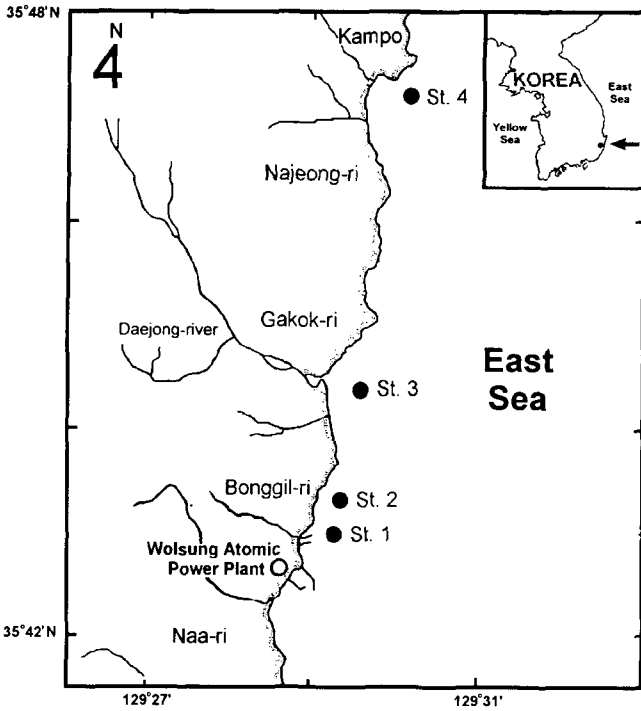 35°48'N
N
4
Kampo
St. 4
KOREA
East
Sea
Yellow
Sea
Najeong-ri
Gakok-ri
Daejong-river
East
Sea
St. 3
Bonggil-ri
St. 2
St. 1
Wolsung Atomic
Power Plant
35°42'N
Naa-ri
129°27'
129°31'